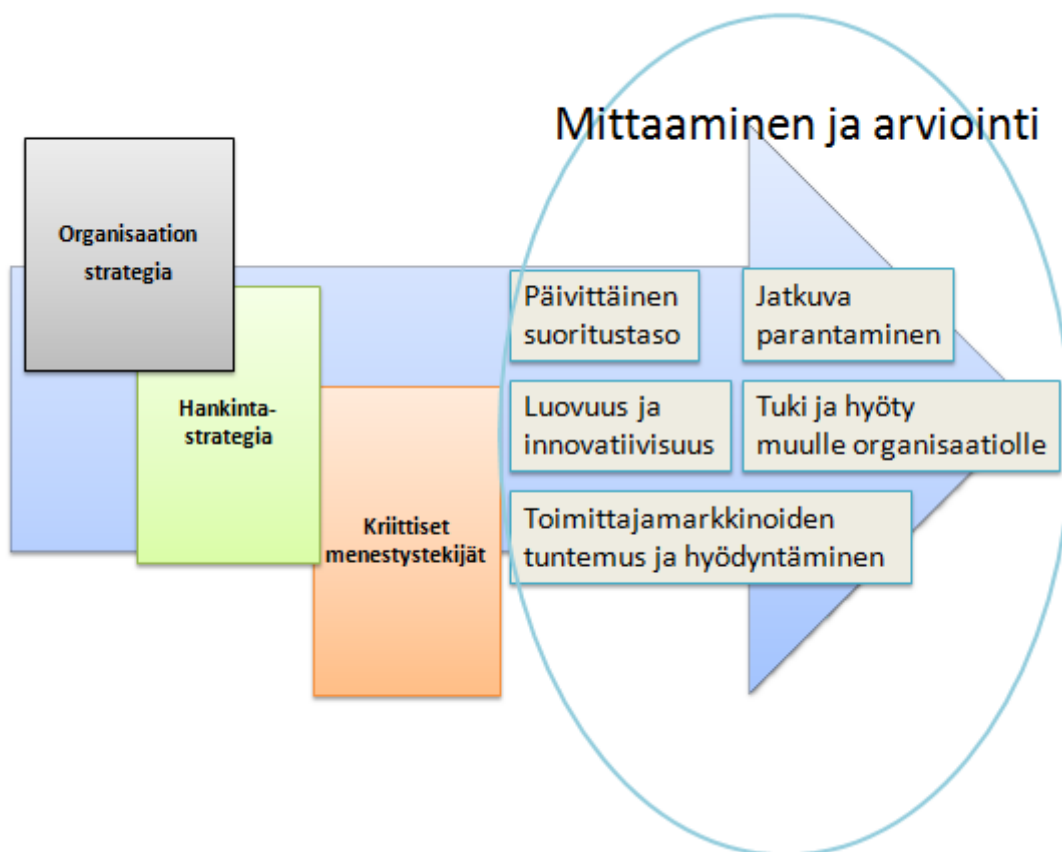 Mittaaminen ja arviointi
Organisaation
strategia
Hankinta-
strategia
Kriittiset
menestystekijät
Päivittäinen
suoritustaso
Jatkuva
parantaminen
Luovuus ja
innovatiivisuus
Tuki ja hyöty
muulle organisaatiolle
Toimittajamarkkinoiden
tuntemus ja hyödyntäminen